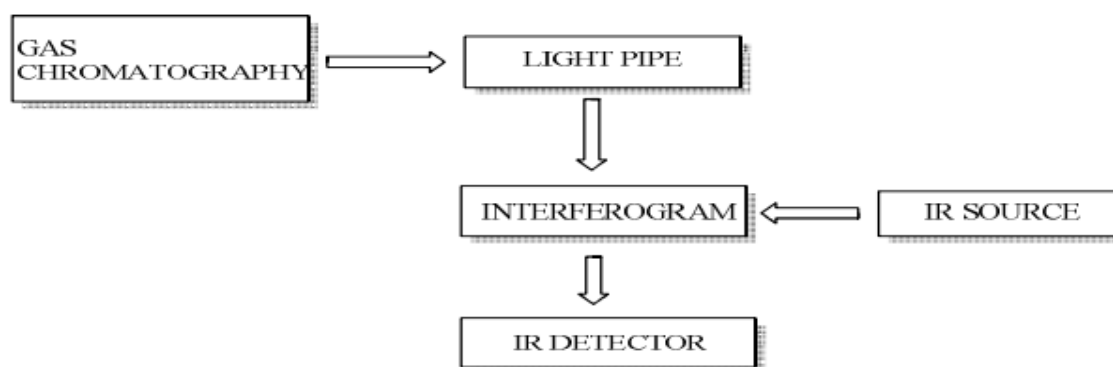 GAS
CHROMATOGRAPHY
LIGHT PIPE
INTERFEROGRAM
IR SOURCE
IR DETECTOR